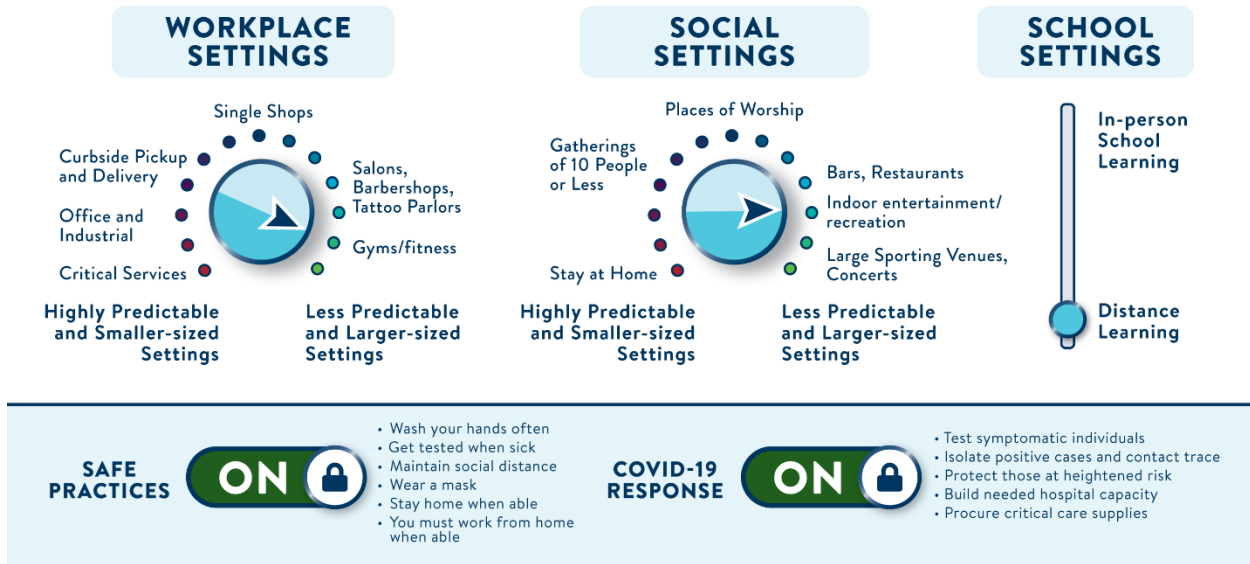 WORKPLACE
SETTINGS
Single Shops
Curbside Pickup
and Delivery
Office and
Industrial
Critical Services
Salons,
Barbershops,
Tattoo Parlors
Gyms/fitness
Highly Predictable
and Smaller-sized
Settings
Less Predictable
and Larger-sized
Settings
SOCIAL
SETTINGS
Places of Worship
Gatherings
of 10 People
or Less
Stay at Home
Bars, Restaurants
Indoor entertainment/
recreation
Large Sporting Venues,
Concerts
Highly Predictable
and Smaller-sized
Settings
Less Predictable
and Larger-sized
Settings
SCHOOL
SETTINGS
In-person
School
Learning
Distance
Learning
SAFE
PRACTICES
ON
• Wash your hands often
• Get tested when sick
• Maintain social distance
• Wear a mask
• Stay home when able
• You must work from home
when able
COVID-19
RESPONSE
ON
• Test symptomatic individuals
• Isolate positive cases and contact trace
• Protect those at heightened risk
• Build needed hospital capacity
• Procure critical care supplies